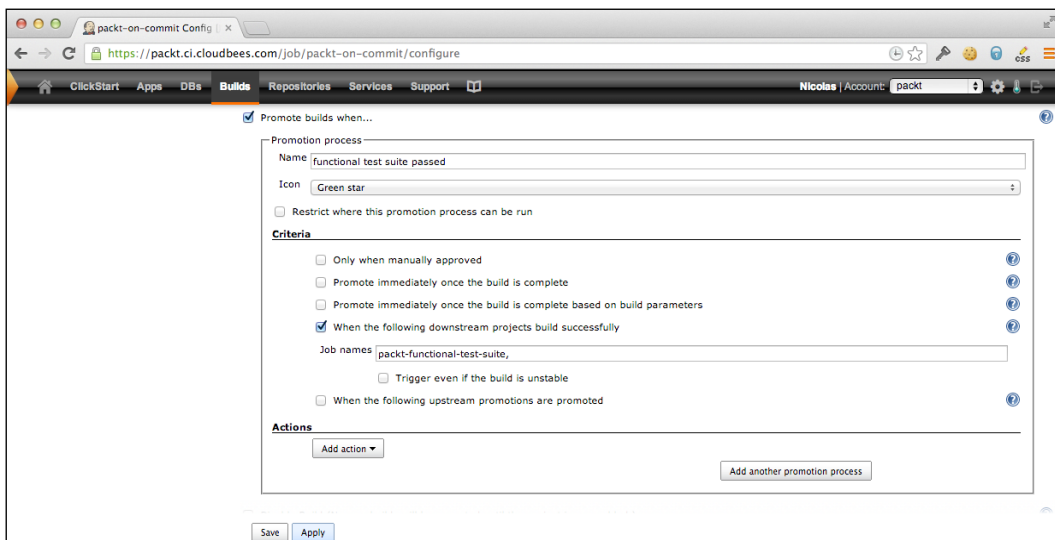 packt-on-commit Config
https://packt.ci.cloudbees.com/job/packt-on-commit/configure
css
ClickStart Apps DBs Builds Repositories Services Support Nicolas | Account: packt
Promote builds when...
Promotion process
Name functional test suite passed
Icon Green star
Restrict where this promotion process can be run
Criteria
Only when manually approved
Promote immediately once the build is complete
Promote immediately once the build is complete based on build parameters
When the following downstream projects build successfully
Job names packt-functional-test-suite,
Trigger even if the build is unstable
When the following upstream promotions are promoted
Actions
Add action
Add another promotion process
Save Apply